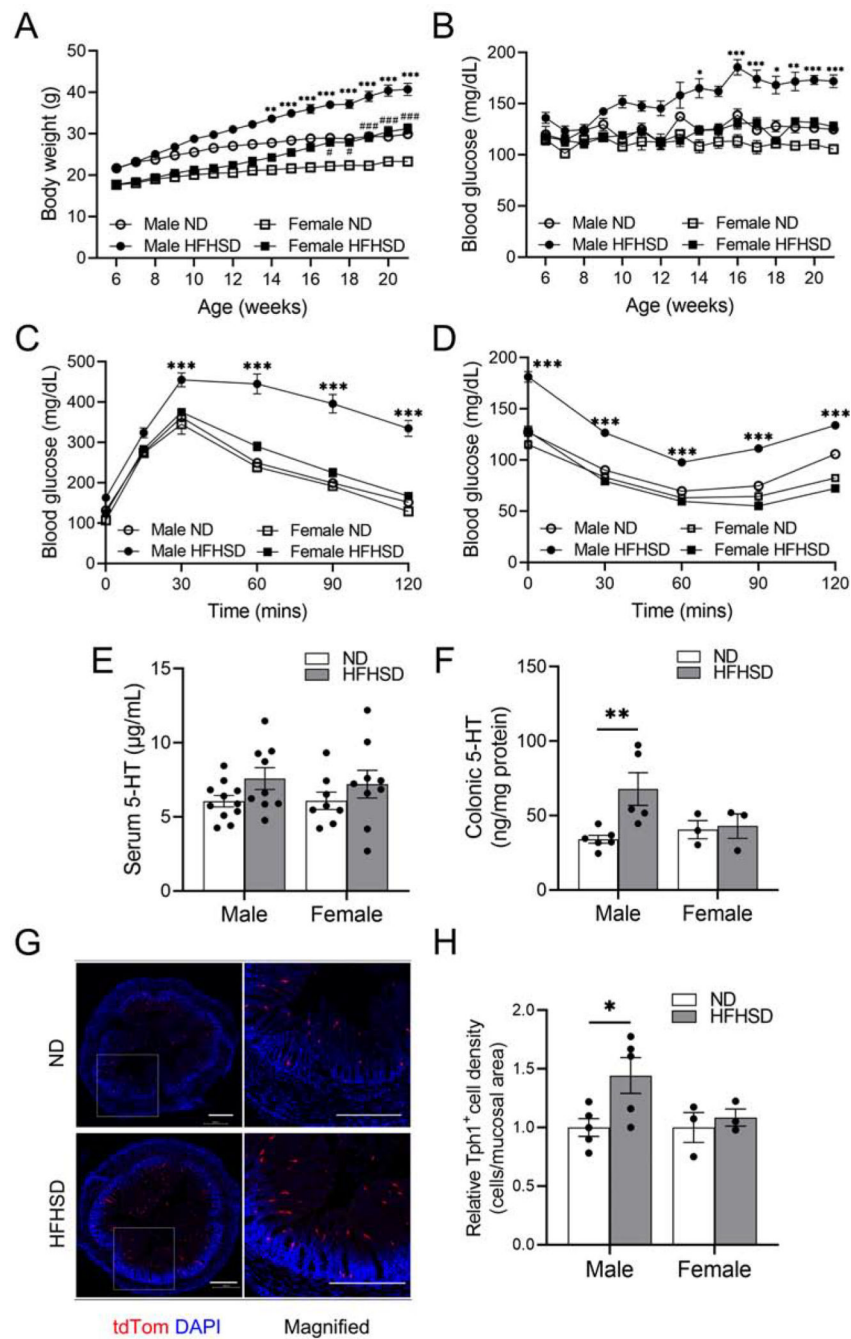 A
Body weight (g)
50
40
30
20
10
0
** *** *** *** *** *** *** ***
# # ### ### ###
Male ND
Female ND
Male HFHSD
Female HFHSD
6 8 10 12 14 16 18 20
Age (weeks)
B
Blood glucose (mg/dL)
200
150
100
50
0
* *** *** * ** *** ***
Male ND
Female ND
Male HFHSD
Female HFHSD
6 8 10 12 14 16 18 20
Age (weeks)
C
Blood glucose (mg/dL)
500
400
300
200
100
0
*** *** *** ***
Male ND
Female ND
Male HFHSD
Female HFHSD
0 30 60 90 120
Time (mins)
D
Blood glucose (mg/dL)
200
150
100
50
0
*** *** *** *** ***
Male ND
Female ND
Male HFHSD
Female HFHSD
0 30 60 90 120
Time (mins)
E
Serum 5-HT (µg/mL)
15
10
5
0
ND
HFHSD
Male Female
F
Colonic 5-HT
(ng/mg protein)
150
100
50
0
ND
HFHSD
**
Male Female
G
ND
HFHSD
tdTom DAPI
Magnified
H
Relative Tph1+ cell density
(cells/mucosal area)
2.0
1.5
1.0
0.5
0.0
ND
HFHSD
*
Male Female